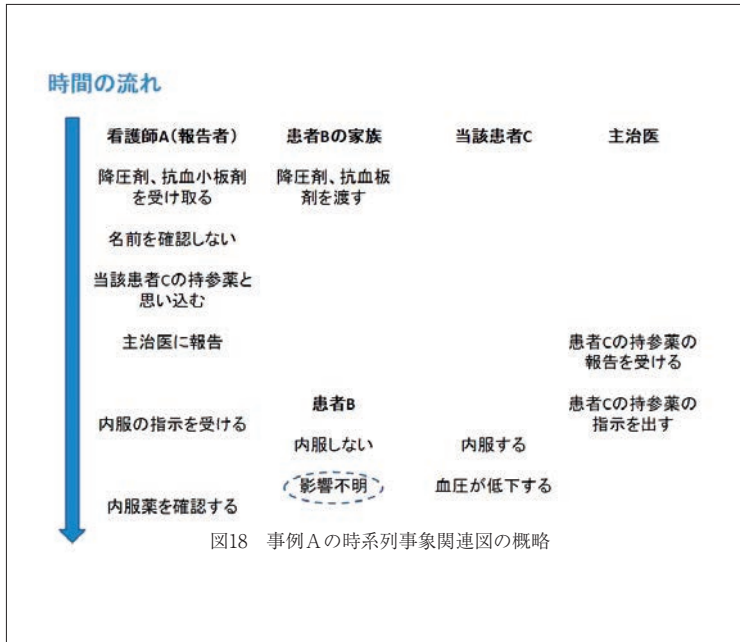 時間の流れ
看護師A(報告者)
患者Bの家族
当該患者C
主治医
降圧剤、抗血小板剤
を受け取る
降圧剤、抗血板
剤を渡す
名前を確認しない
当該患者Cの持参薬と
思い込む
主治医に報告
患者Cの持参薬の
報告を受ける
内服の指示を受ける
患者B
患者Cの持参薬の
指示を出す
内服しない
内服する
内服薬を確認する
影響不明
血圧が低下する
図18 事例Aの時系列事象関連図の概略